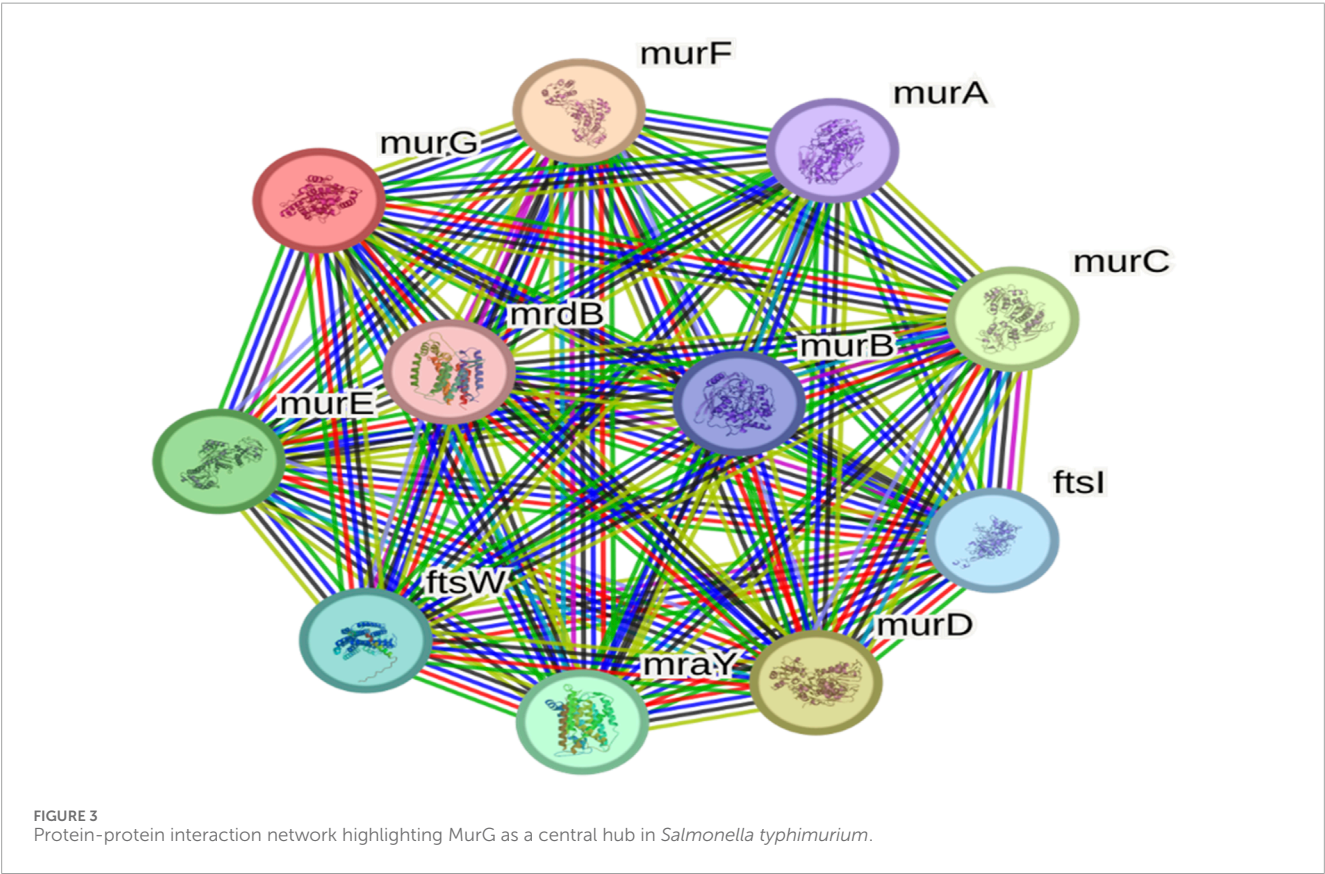 murF
murA
murG
murC
mrdB
murB
murE
ftsI
ftsW
murD
mraY
FIGURE 3
Protein-protein interaction network highlighting MurG as a central hub in Salmonella typhimurium.